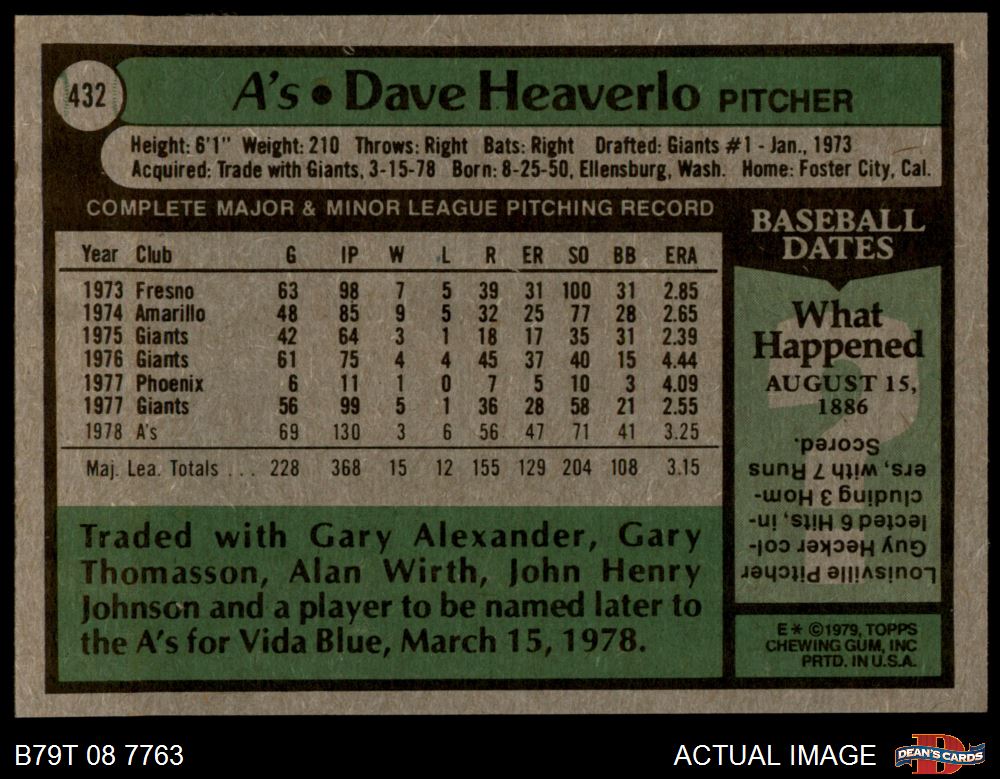 432
A's • Dave Heaverlo PITCHER
Height: 6'1" Weight: 210 Throws: Right Bats: Right Drafted: Giants #1 - Jan., 1973
Acquired: Trade with Giants, 3-15-78 Born: 8-25-50, Ellensburg, Wash. Home: Foster City, Cal.
COMPLETE MAJOR & MINOR LEAGUE PITCHING RECORD
Year Club G IP W L R ER SO BB ERA
1973 Fresno 63 98 7 5 39 31 100 31 2.85
1974 Amarillo 48 85 9 5 32 25 77 28 2.65
1975 Giants 42 64 3 1 18 17 35 31 2.39
1976 Giants 61 75 4 4 45 37 40 15 4.44
1977 Phoenix 6 11 1 0 7 5 10 3 4.09
1977 Giants 56 99 5 1 36 28 58 21 2.55
1978 A's 69 130 3 6 56 47 71 41 3.25
Maj. Lea. Totals . . . 228 368 15 12 155 129 204 108 3.15
Traded with Gary Alexander, Gary
Thomasson, Alan Wirth, John Henry
Johnson and a player to be named later to
the A's for Vida Blue, March 15, 1978.
BASEBALL
DATES
What
Happened
AUGUST 15,
1886
Louisville Pitcher
Guy Hecker col-
lected 6 Hits, in-
cluding 3 Hom-
ers, with 7 Runs
Scored.
E * ©1979, TOPPS
CHEWING GUM, INC
PRTD. IN U.S.A.
B79T 08 7763
ACTUAL IMAGE
DEAN'S CARDS